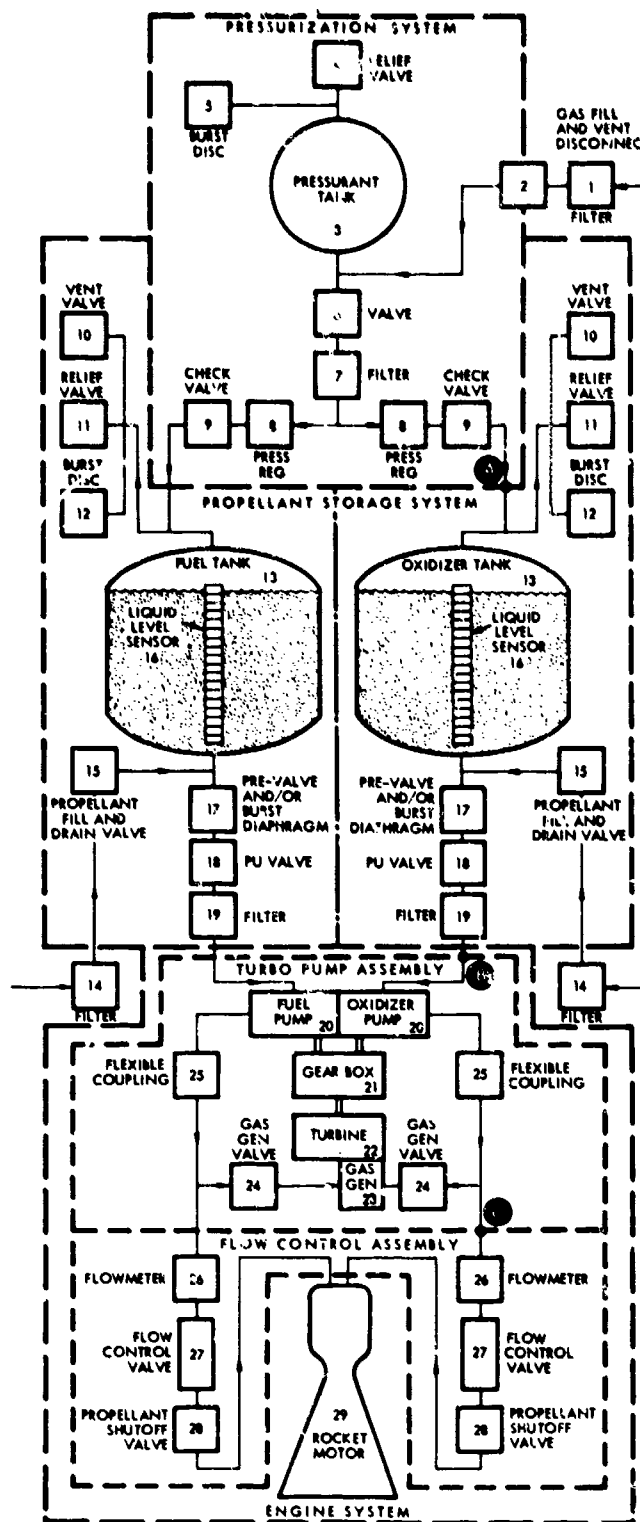 PRESSURIZATION SYSTEM
RELIEF
VALVE
5
BURST
DISC
GAS FILL
AND VENT
DISCONNEC
PRESSURANT
TANK
3
2
1
FILTER
VALVE
7
FILTER
CHECK
VALVE
9
8
PRESS
REG
8
PRESS
REG
CHECK
VALVE
9
VENT
VALVE
10
RELIEF
VALVE
11
BURST
DISC
12
VENT
VALVE
10
RELIEF
VALVE
11
BURST
DISC
12
A
PROPELLANT STORAGE SYSTEM
FUEL TANK
13
LIQUID
LEVEL
SENSOR
16
OXIDIZER TANK
13
LIQUID
LEVEL
SENSOR
16
15
PROPELLANT
FILL AND
DRAIN VALVE
17
PRE-VALVE
AND/OR
BURST
DIAPHRAGM
18
PU VALVE
19
FILTER
PRE-VALVE
AND/OR
BURST
DIAPHRAGM
17
PU VALVE
18
FILTER
19
15
PROPELLANT
FILL AND
DRAIN VALVE
14
FILTER
14
FILTER
TURBO PUMP ASSEMBLY
FUEL
PUMP
20
OXIDIZER
PUMP
20
FLEXIBLE
COUPLING
25
GEAR BOX
21
25
FLEXIBLE
COUPLING
TURBINE
22
GAS
GEN
VALVE
24
GAS
GEN
23
GAS
GEN
VALVE
24
FLOW CONTROL ASSEMBLY
FLOWMETER
26
26
FLOWMETER
FLOW
CONTROL
VALVE
27
27
FLOW
CONTROL
VALVE
PROPELLANT
SHUTOFF
VALVE
28
28
PROPELLANT
SHUTOFF
VALVE
29
ROCKET
MOTOR
ENGINE SYSTEM